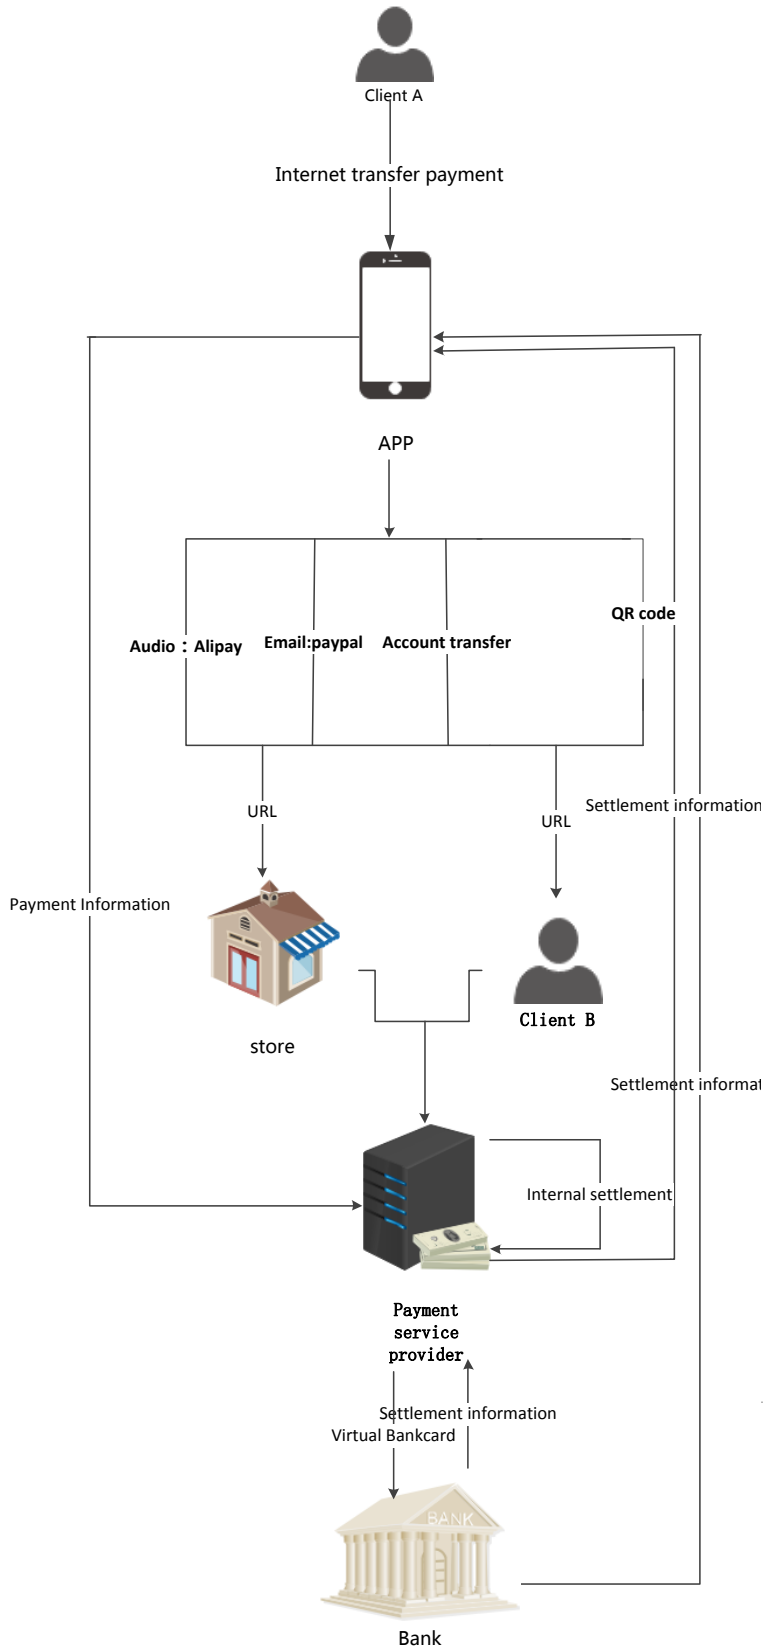 Client A
Internet transfer payment
APP
QR code
Audio：Alipay
Email:paypal
Account transfer
Settlement information
URL
URL
Payment Information
Client B
store
Settlement informat
Internal settlement
Payment
service
provider
Settlement information
Virtual Bankcard
BANK
Bank